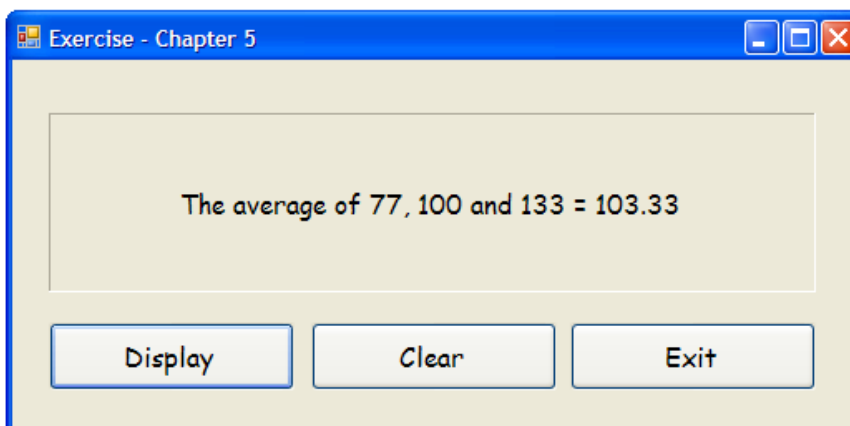 Exercise - Chapter 5
The average of 77, 100 and 133 = 103.33
Display
Clear
Exit